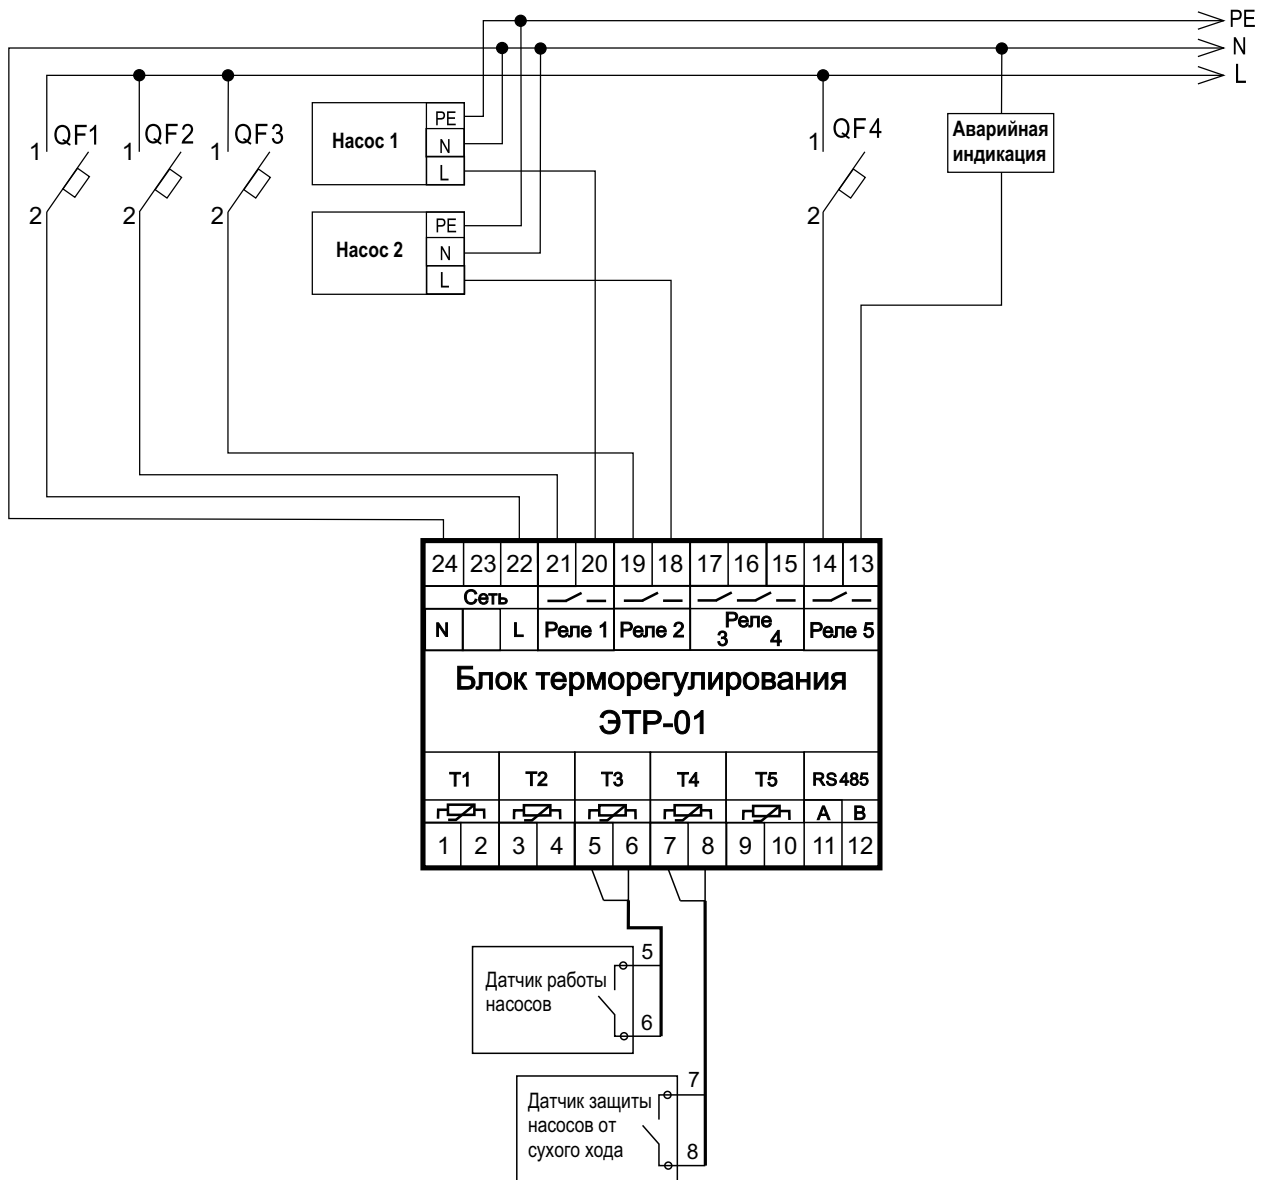 PE
N
L
1 QF1
2
1 QF2
2
1 QF3
2
Насос 1
PE
N
L
Насос 2
PE
N
L
1 QF4
2
Аварийная
индикация
24 23 22 21 20 19 18 17 16 15 14 13
Сеть
N L Реле 1 Реле 2 Реле 3 4 Реле 5
Блок терморегулирования
ЭТР-01
T1 T2 T3 T4 T5 RS485
A B
1 2 3 4 5 6 7 8 9 10 11 12
Датчик работы
насосов
5
6
Датчик защиты
насосов от
сухого хода
7
8